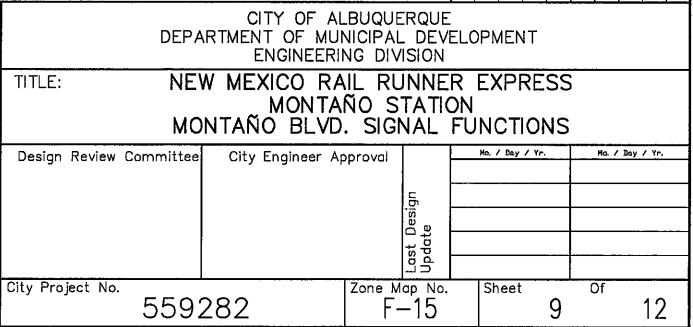 CITY OF ALBUQUERQUE
DEPARTMENT OF MUNICIPAL DEVELOPMENT
ENGINEERING DIVISION
TITLE: NEW MEXICO RAIL RUNNER EXPRESS
MONTAÑO STATION
MONTAÑO BLVD. SIGNAL FUNCTIONS
Design Review Committee City Engineer Approval Last Design Update Mo. / Day / Yr. Mo. / Day / Yr.
City Project No. Zone Map No. Sheet Of
559282 F-15 9 12